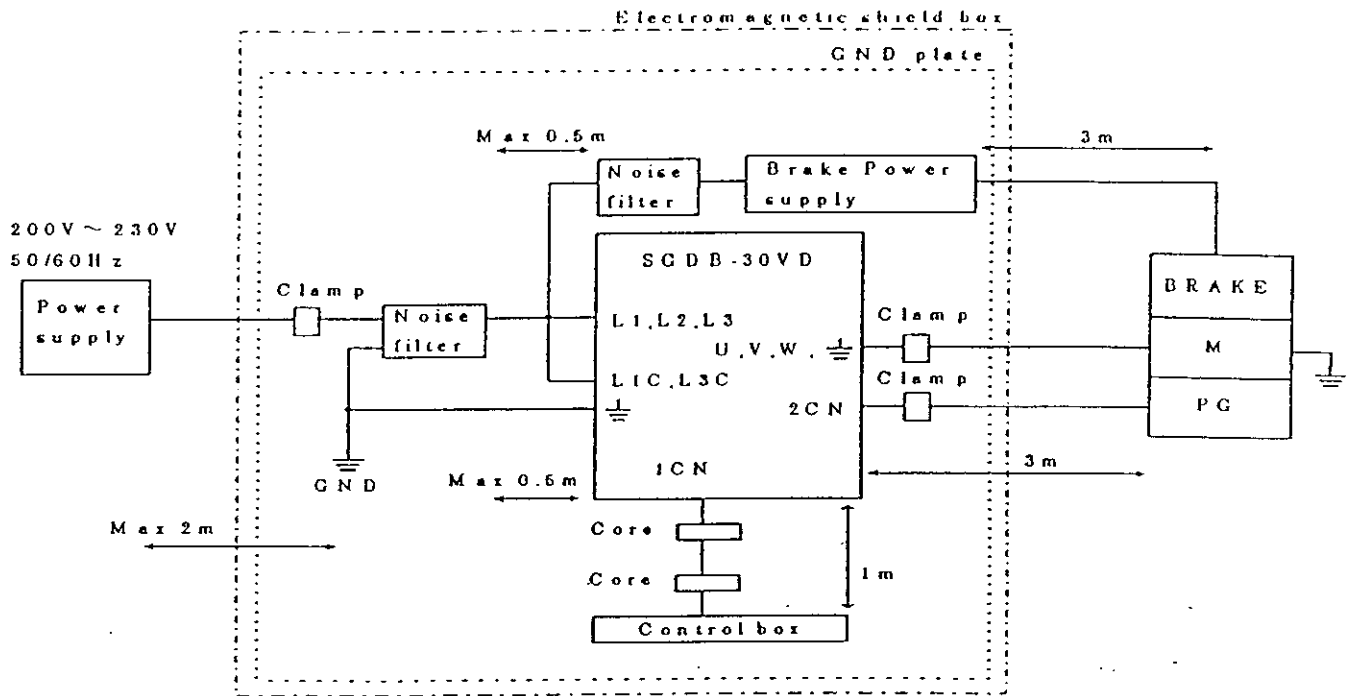 Electromagnetic shield box
GND plate
Max 0.5m
3m
Noise
filter
Brake Power
supply
200V ~ 230V
50/60Hz
Power
supply
Clamp
Noise
filter
SGDB-30VD
L1, L2, L3
U, V, W,
L1C, L3C
2CN
1CN
Clamp
Clamp
BRAKE
M
PG
GND
Max 0.5m
3m
Max 2m
Core
Core
1m
Control box